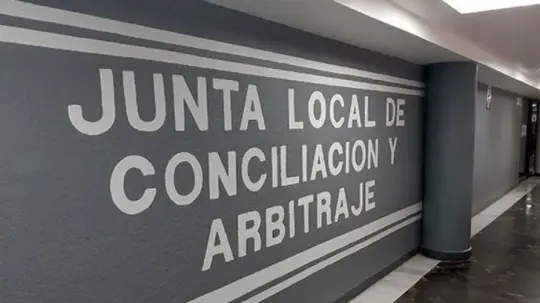 JUNTA LOCAL DE
CONCILIACION Y
ARBITRAJE